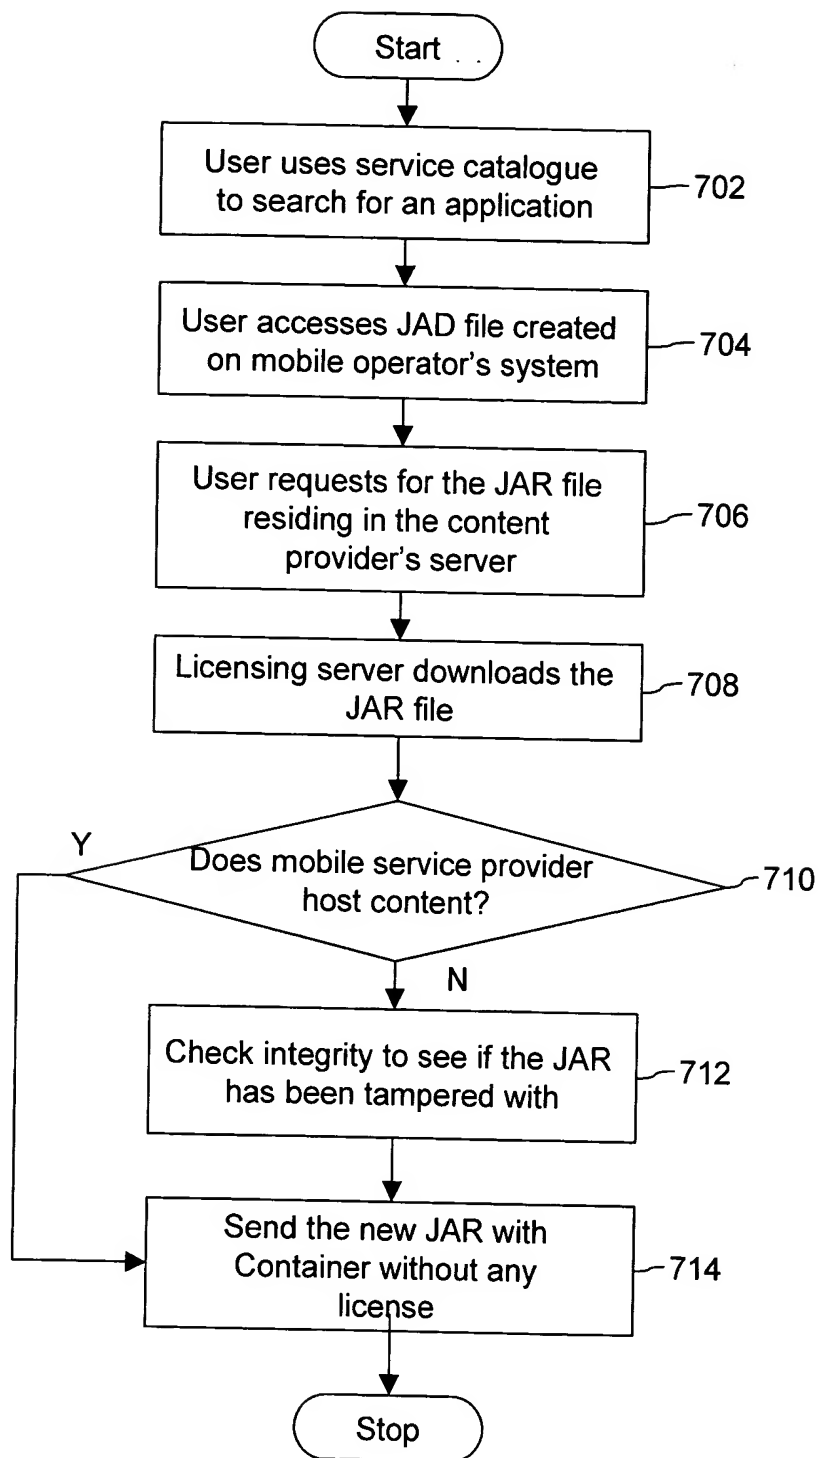 Start
User uses service catalogue
to search for an application
702
User accesses JAD file created
on mobile operator's system
704
User requests for the JAR file
residing in the content
provider's server
706
Licensing server downloads the
JAR file
708
Y
Does mobile service provider
host content?
710
N
Check integrity to see if the JAR
has been tampered with
712
Send the new JAR with
Container without any
license
714
Stop